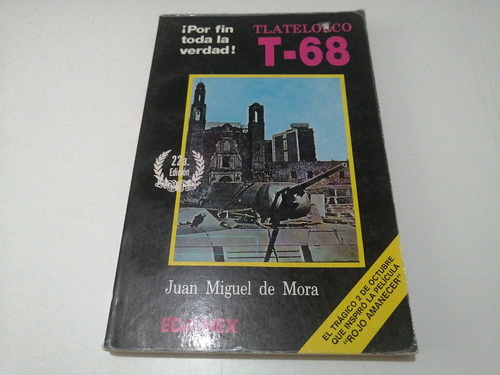 ¡Por fin
toda la
verdad!
TLATELOLCO
T-68
22a.
Edición
Juan Miguel de Mora
EDAMEX
EL TRÁGICO 2 DE OCTUBRE
QUE INSPIRÓ LA PELÍCULA
"ROJO AMANECER"